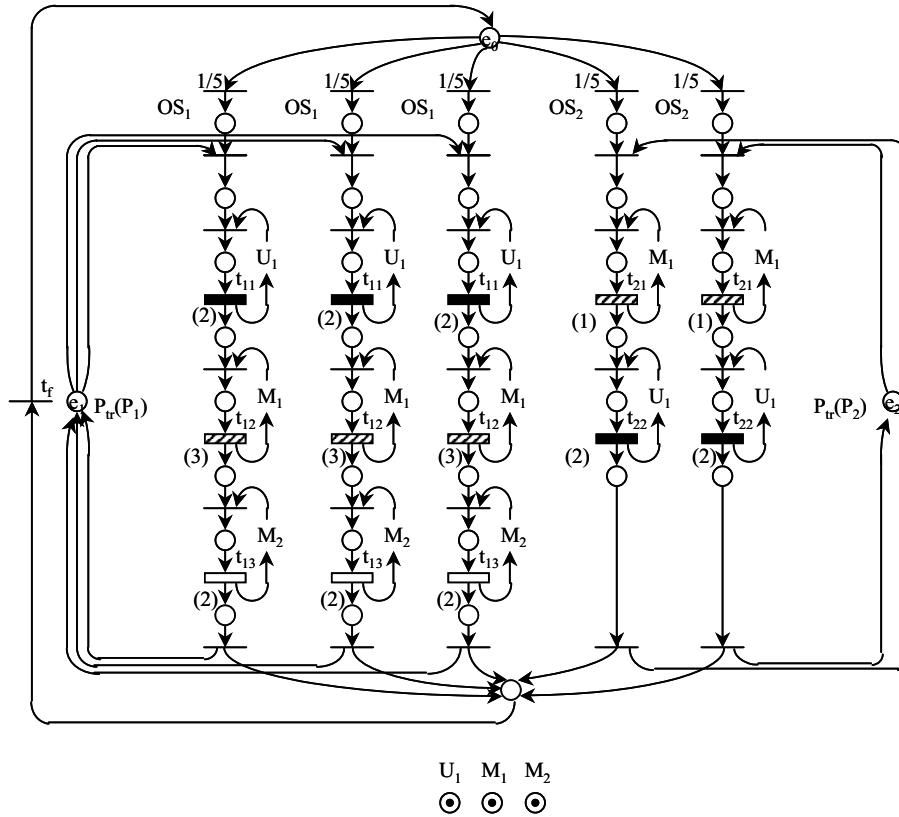 e₀
1/5 1/5 1/5 1/5 1/5
OS₁ OS₁ OS₁ OS₂ OS₂
U₁ U₁ U₁ M₁ M₁
t₁₁ t₁₁ t₁₁ t₂₁ t₂₁
(2) (2) (2) (1) (1)
t_f e₁ P_tr(P₁) M₁ M₁ M₁ U₁ U₁ P_tr(P₂) e₂
t₁₂ t₁₂ t₁₂ t₂₂ t₂₂
(3) (3) (3) (2) (2)
M₂ M₂ M₂
t₁₃ t₁₃ t₁₃
(2) (2) (2)
U₁ M₁ M₂